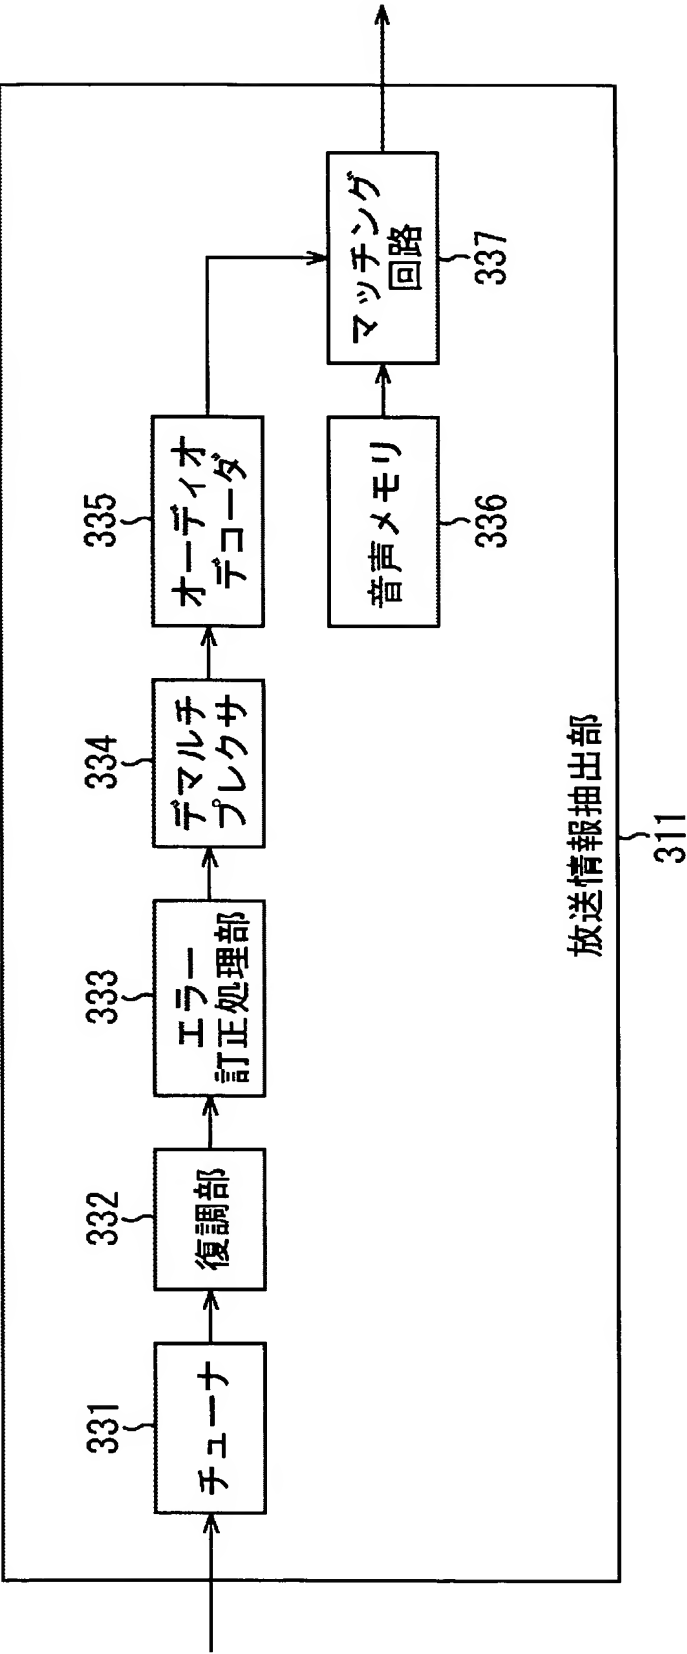 331
チューナ
332
復調部
333
エラー
訂正処理部
334
デマルチ
プレクサ
335
オーディオ
デコーダ
音声メモリ
336
マッチング
回路
337
放送情報抽出部
311